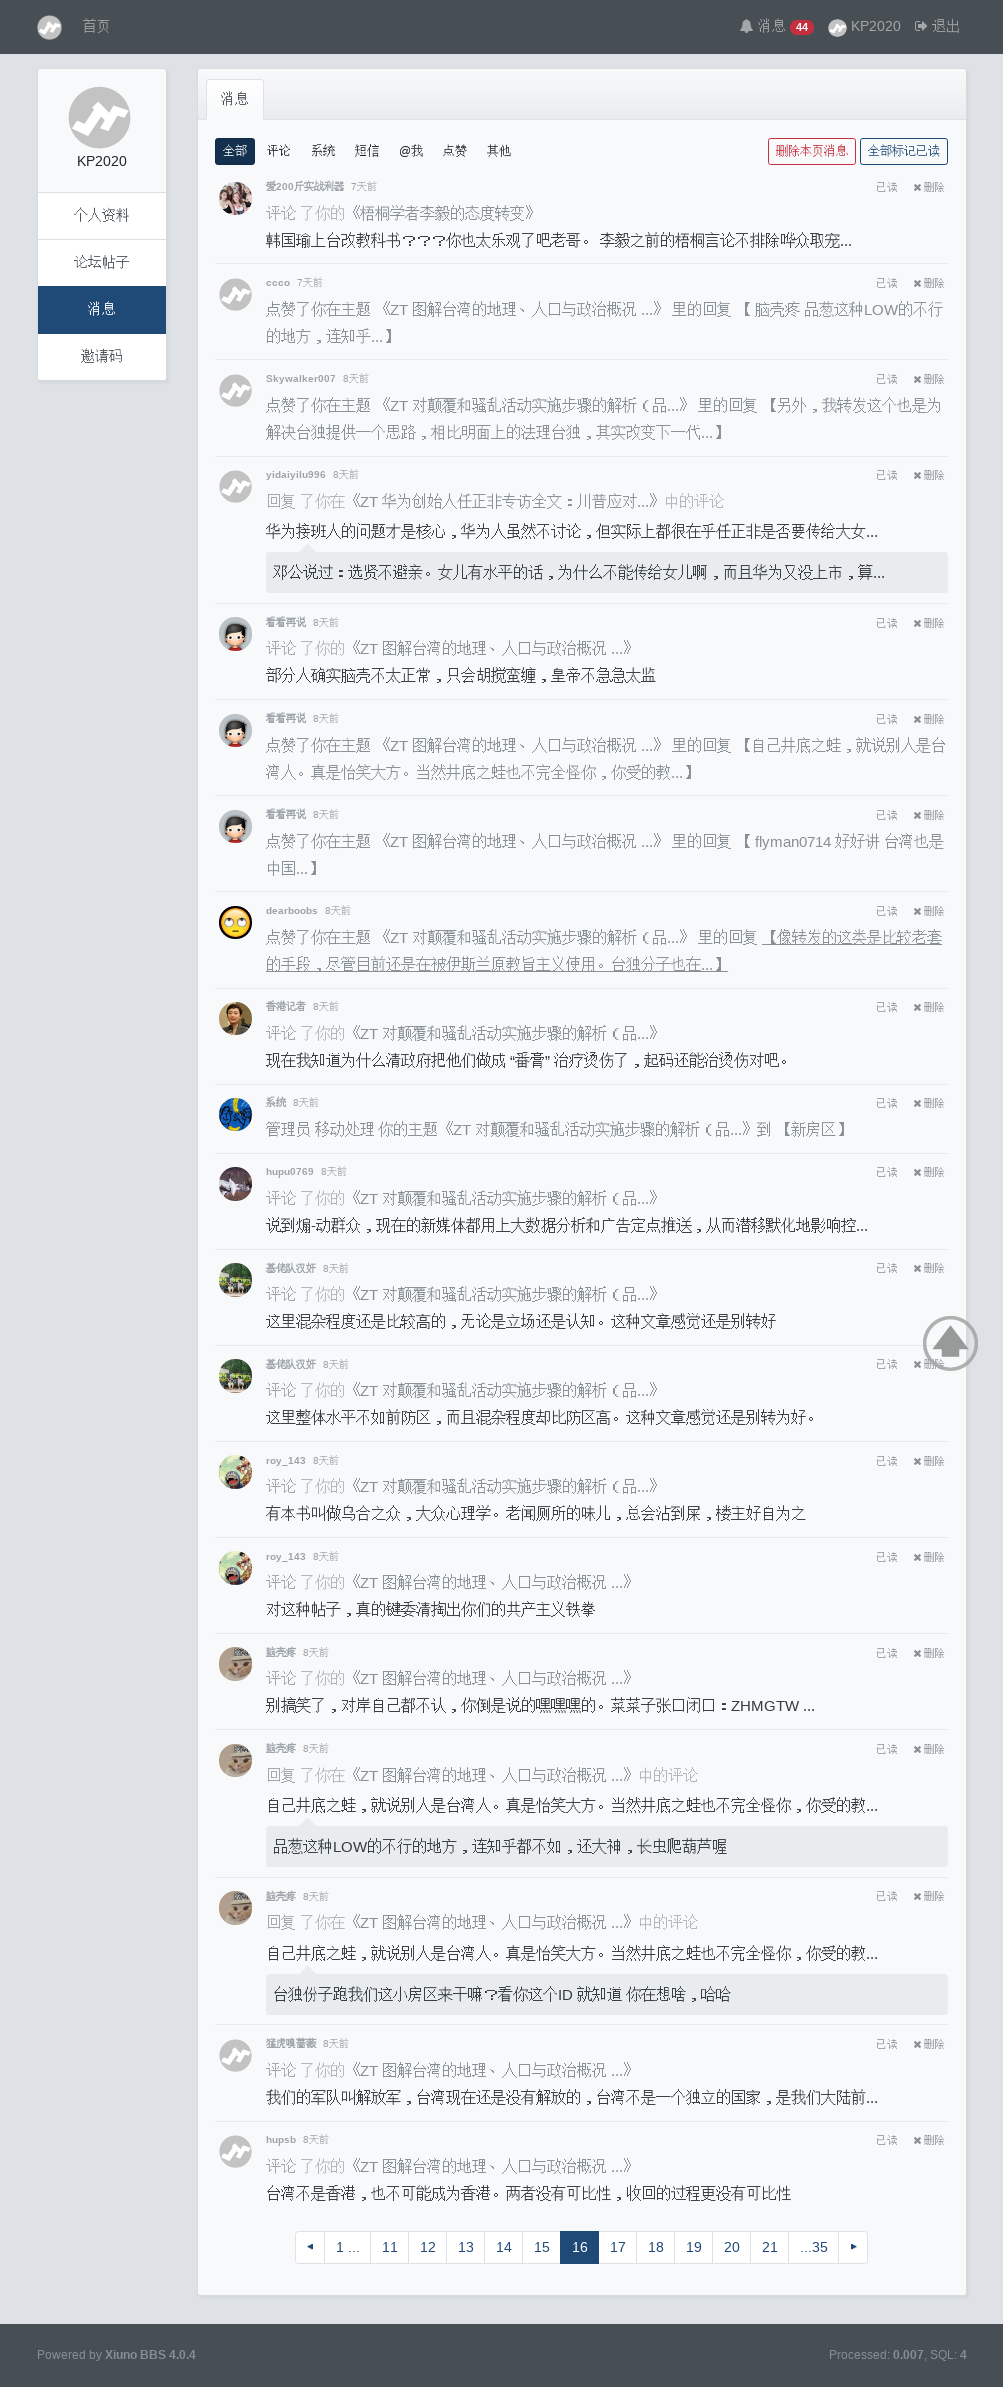 首页
消息 44 KP2020 退出
KP2020
个人资料
论坛帖子
消息
邀请码
消息
全部 评论 系统 短信 @我 点赞 其他 删除本页消息 全部标记已读
爱200斤实战利器 7天前 已读 ✖删除
评论 了你的《梧桐学者李毅的态度转变》
韩国瑜上台改教科书？？？你也太乐观了吧老哥。 李毅之前的梧桐言论不排除哗众取宠...
ccco 7天前 已读 ✖删除
点赞了你在主题 《ZT 图解台湾的地理、人口与政治概况 ...》 里的回复 【 脑壳疼 品葱这种LOW的不行
的地方，连知乎...】
Skywalker007 8天前 已读 ✖删除
点赞了你在主题 《ZT 对颠覆和骚乱活动实施步骤的解析（品...》 里的回复 【另外，我转发这个也是为
解决台独提供一个思路，相比明面上的法理台独，其实改变下一代...】
yidaiyilu996 8天前 已读 ✖删除
回复 了你在《ZT 华为创始人任正非专访全文：川普应对...》中的评论
华为接班人的问题才是核心，华为人虽然不讨论，但实际上都很在乎任正非是否要传给大女...
邓公说过：选贤不避亲。女儿有水平的话，为什么不能传给女儿啊，而且华为又没上市，算...
看看再说 8天前 已读 ✖删除
评论 了你的《ZT 图解台湾的地理、人口与政治概况 ...》
部分人确实脑壳不太正常，只会胡搅蛮缠，皇帝不急急太监
看看再说 8天前 已读 ✖删除
点赞了你在主题 《ZT 图解台湾的地理、人口与政治概况 ...》 里的回复 【自己井底之蛙，就说别人是台
湾人。真是怡笑大方。当然井底之蛙也不完全怪你，你受的教...】
看看再说 8天前 已读 ✖删除
点赞了你在主题 《ZT 图解台湾的地理、人口与政治概况 ...》 里的回复 【 flyman0714 好好讲 台湾也是
中国...】
dearboobs 8天前 已读 ✖删除
点赞了你在主题 《ZT 对颠覆和骚乱活动实施步骤的解析（品...》 里的回复 【像转发的这类是比较老套
的手段，尽管目前还是在被伊斯兰原教旨主义使用。台独分子也在...】
香港记者 8天前 已读 ✖删除
评论 了你的《ZT 对颠覆和骚乱活动实施步骤的解析（品...》
现在我知道为什么清政府把他们做成 “番膏” 治疗烫伤了，起码还能治烫伤对吧。
系统 8天前 已读 ✖删除
管理员 移动处理 你的主题《ZT 对颠覆和骚乱活动实施步骤的解析（品...》到 【新房区】
hupu0769 8天前 已读 ✖删除
评论 了你的《ZT 对颠覆和骚乱活动实施步骤的解析（品...》
说到煽-动群众，现在的新媒体都用上大数据分析和广告定点推送，从而潜移默化地影响控...
基佬队汉奸 8天前 已读 ✖删除
评论 了你的《ZT 对颠覆和骚乱活动实施步骤的解析（品...》
这里混杂程度还是比较高的，无论是立场还是认知。这种文章感觉还是别转好
基佬队汉奸 8天前 已读 ✖删除
评论 了你的《ZT 对颠覆和骚乱活动实施步骤的解析（品...》
这里整体水平不如前防区，而且混杂程度却比防区高。这种文章感觉还是别转为好。
roy_143 8天前 已读 ✖删除
评论 了你的《ZT 对颠覆和骚乱活动实施步骤的解析（品...》
有本书叫做乌合之众，大众心理学。老闻厕所的味儿，总会沾到屎，楼主好自为之
roy_143 8天前 已读 ✖删除
评论 了你的《ZT 图解台湾的地理、人口与政治概况 ...》
对这种帖子，真的键委请掏出你们的共产主义铁拳
脑壳疼 8天前 已读 ✖删除
评论 了你的《ZT 图解台湾的地理、人口与政治概况 ...》
别搞笑了，对岸自己都不认，你倒是说的嘿嘿嘿的。菜菜子张口闭口：ZHMGTW ...
脑壳疼 8天前 已读 ✖删除
回复 了你在《ZT 图解台湾的地理、人口与政治概况 ...》中的评论
自己井底之蛙，就说别人是台湾人。真是怡笑大方。当然井底之蛙也不完全怪你，你受的教...
品葱这种LOW的不行的地方，连知乎都不如，还大神，长虫爬葫芦喔
脑壳疼 8天前 已读 ✖删除
回复 了你在《ZT 图解台湾的地理、人口与政治概况 ...》中的评论
自己井底之蛙，就说别人是台湾人。真是怡笑大方。当然井底之蛙也不完全怪你，你受的教...
台独份子跑我们这小房区来干嘛？看你这个ID 就知道 你在想啥，哈哈
猛虎嗅蔷薇 8天前 已读 ✖删除
评论 了你的《ZT 图解台湾的地理、人口与政治概况 ...》
我们的军队叫解放军，台湾现在还是没有解放的，台湾不是一个独立的国家，是我们大陆前...
hupsb 8天前 已读 ✖删除
评论 了你的《ZT 图解台湾的地理、人口与政治概况 ...》
台湾不是香港，也不可能成为香港。两者没有可比性，收回的过程更没有可比性
◂ 1 ... 11 12 13 14 15 16 17 18 19 20 21 ...35 ▸
Powered by Xiuno BBS 4.0.4 Processed: 0.007, SQL: 4